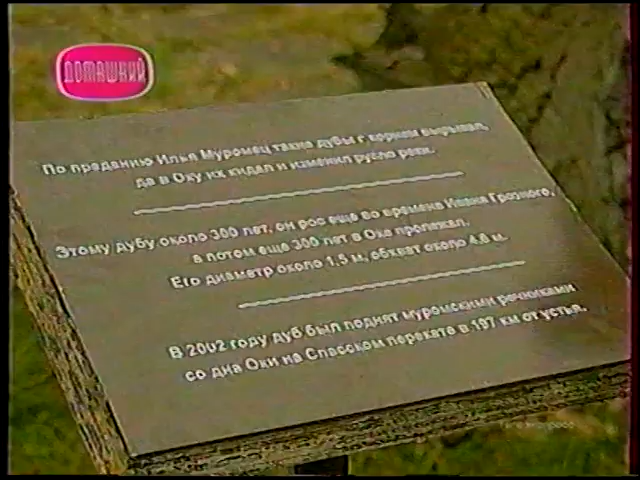 ДОМАШНИЙ
По преданию Илья Муромец такие дубы с корнем вырывал,
да в Оку их кидал и изменил русло реки.
Этому дубу около 300 лет, он рос еще во времена Ивана Грозного,
а потом еще 300 лет в Оке пролежал.
Его диаметр около 1,5 м, обхват около 4,6 м.
В 2002 году дуб был поднят муромскими речниками
со дна Оки на Спасском перекате в 197 км от устья.